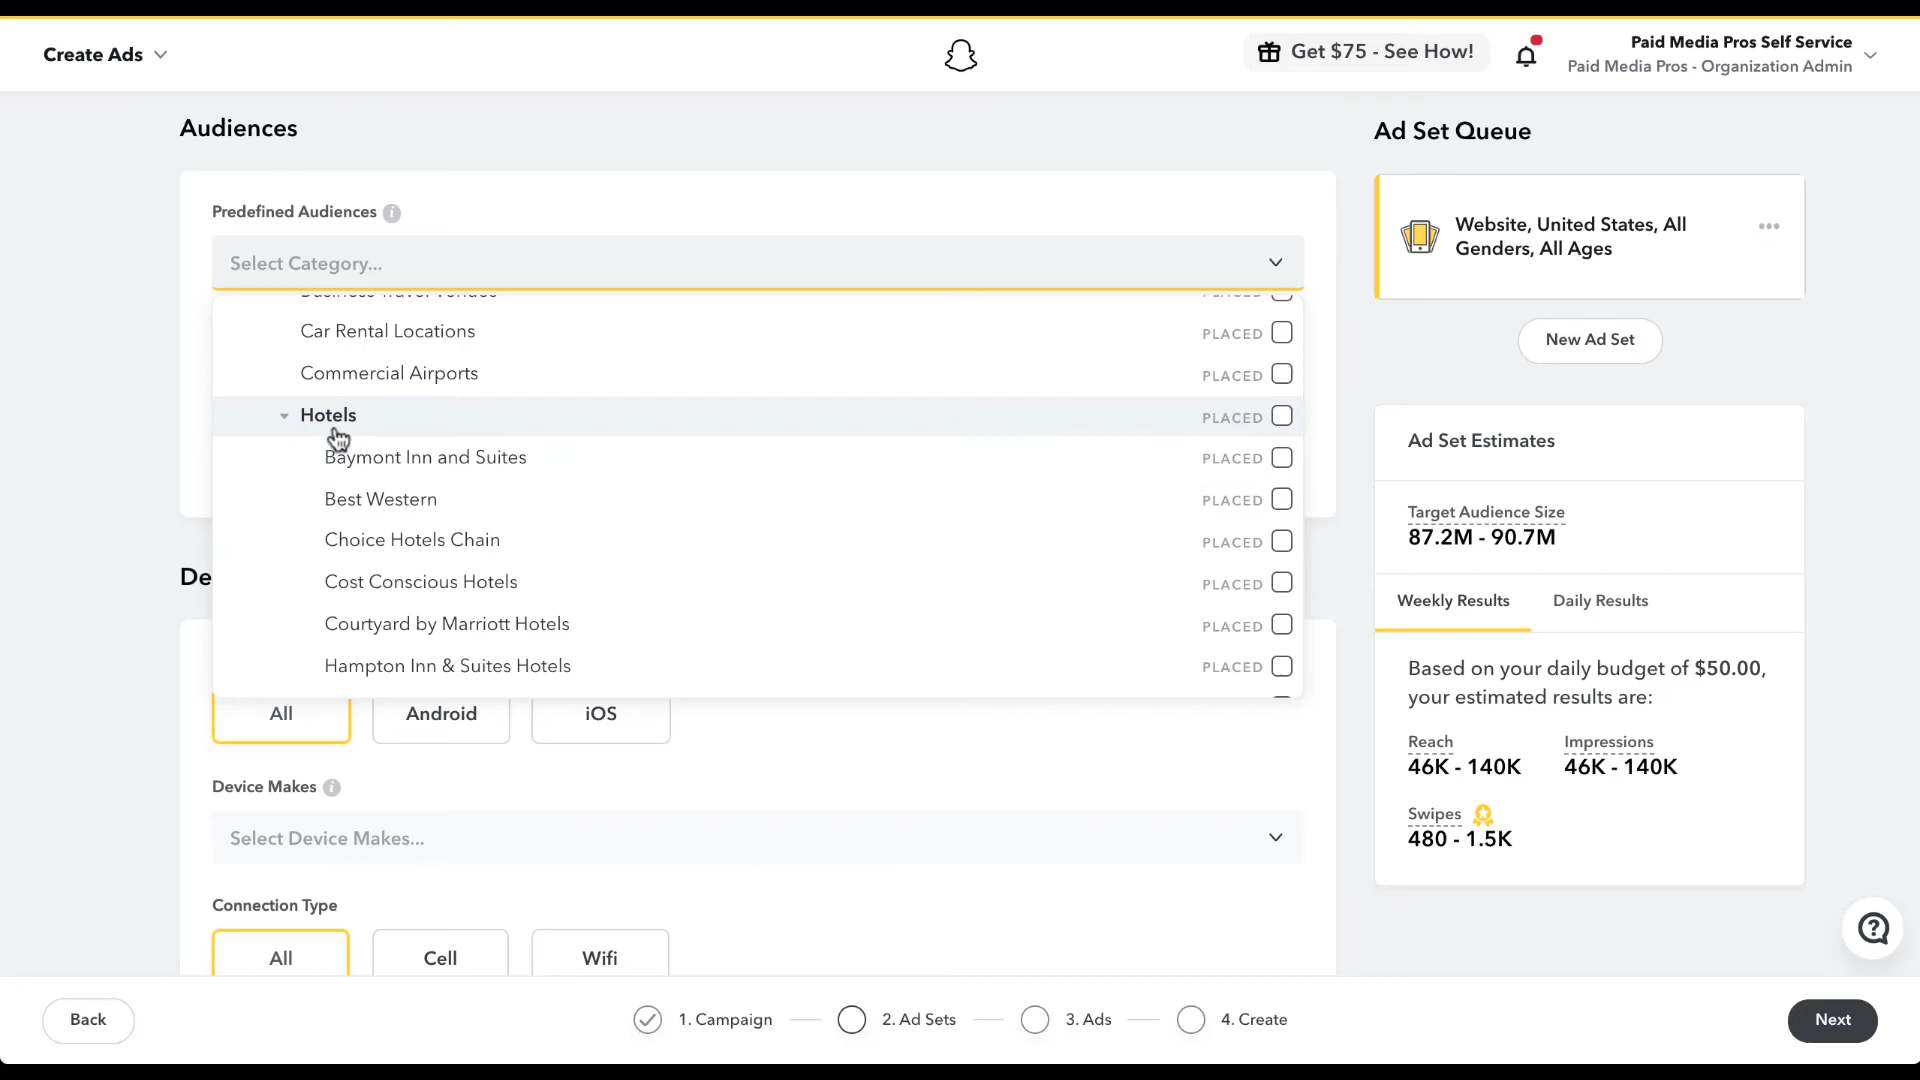 Create Ads
Get $75 - See How!
Paid Media Pros Self Service
Paid Media Pros - Organization Admin
Audiences
Predefined Audiences
Select Category...
Business Travel Venues PLACED
Car Rental Locations PLACED
Commercial Airports PLACED
Hotels PLACED
Baymont Inn and Suites PLACED
Best Western PLACED
Choice Hotels Chain PLACED
Cost Conscious Hotels PLACED
Courtyard by Marriott Hotels PLACED
Hampton Inn & Suites Hotels PLACED
De
All Android iOS
Device Makes
Select Device Makes...
Connection Type
All Cell Wifi
Ad Set Queue
Website, United States, All
Genders, All Ages
New Ad Set
Ad Set Estimates
Target Audience Size
87.2M - 90.7M
Weekly Results Daily Results
Based on your daily budget of $50.00,
your estimated results are:
Reach Impressions
46K - 140K 46K - 140K
Swipes
480 - 1.5K
Back 1. Campaign 2. Ad Sets 3. Ads 4. Create Next